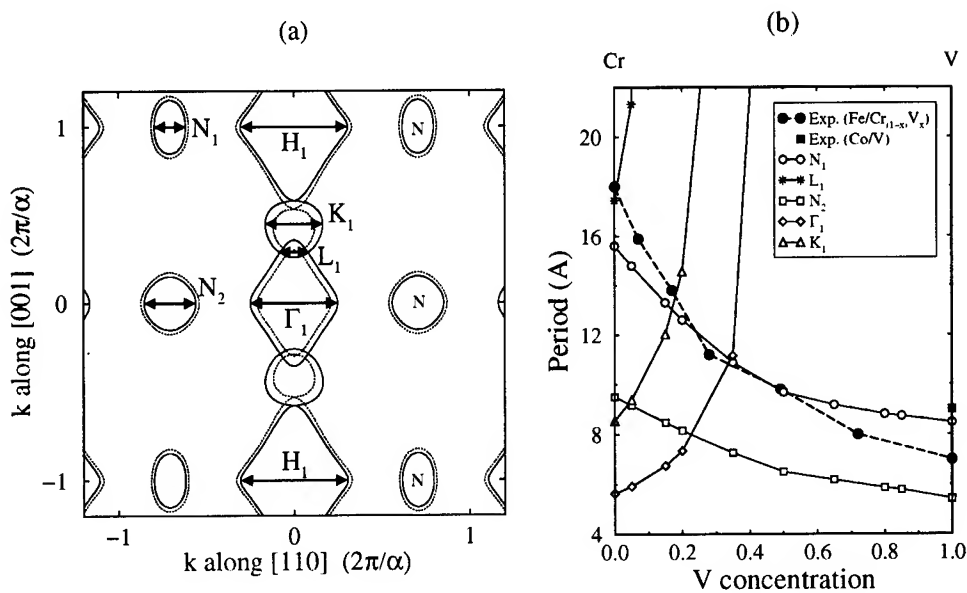 (a)
N₁
H₁
N
K₁
L₁
N₂
Γ₁
N
H₁
N
1
0
−1
−1
0
1
k along [001] (2π/α)
k along [110] (2π/α)
(b)
Cr
V
Exp. (Fe/Cr₍₁₋ₓ₎Vₓ)
Exp. (Co/V)
N₁
L₁
N₂
Γ₁
K₁
20
16
12
8
4
Period (A)
0.0
0.2
0.4
0.6
0.8
1.0
V concentration